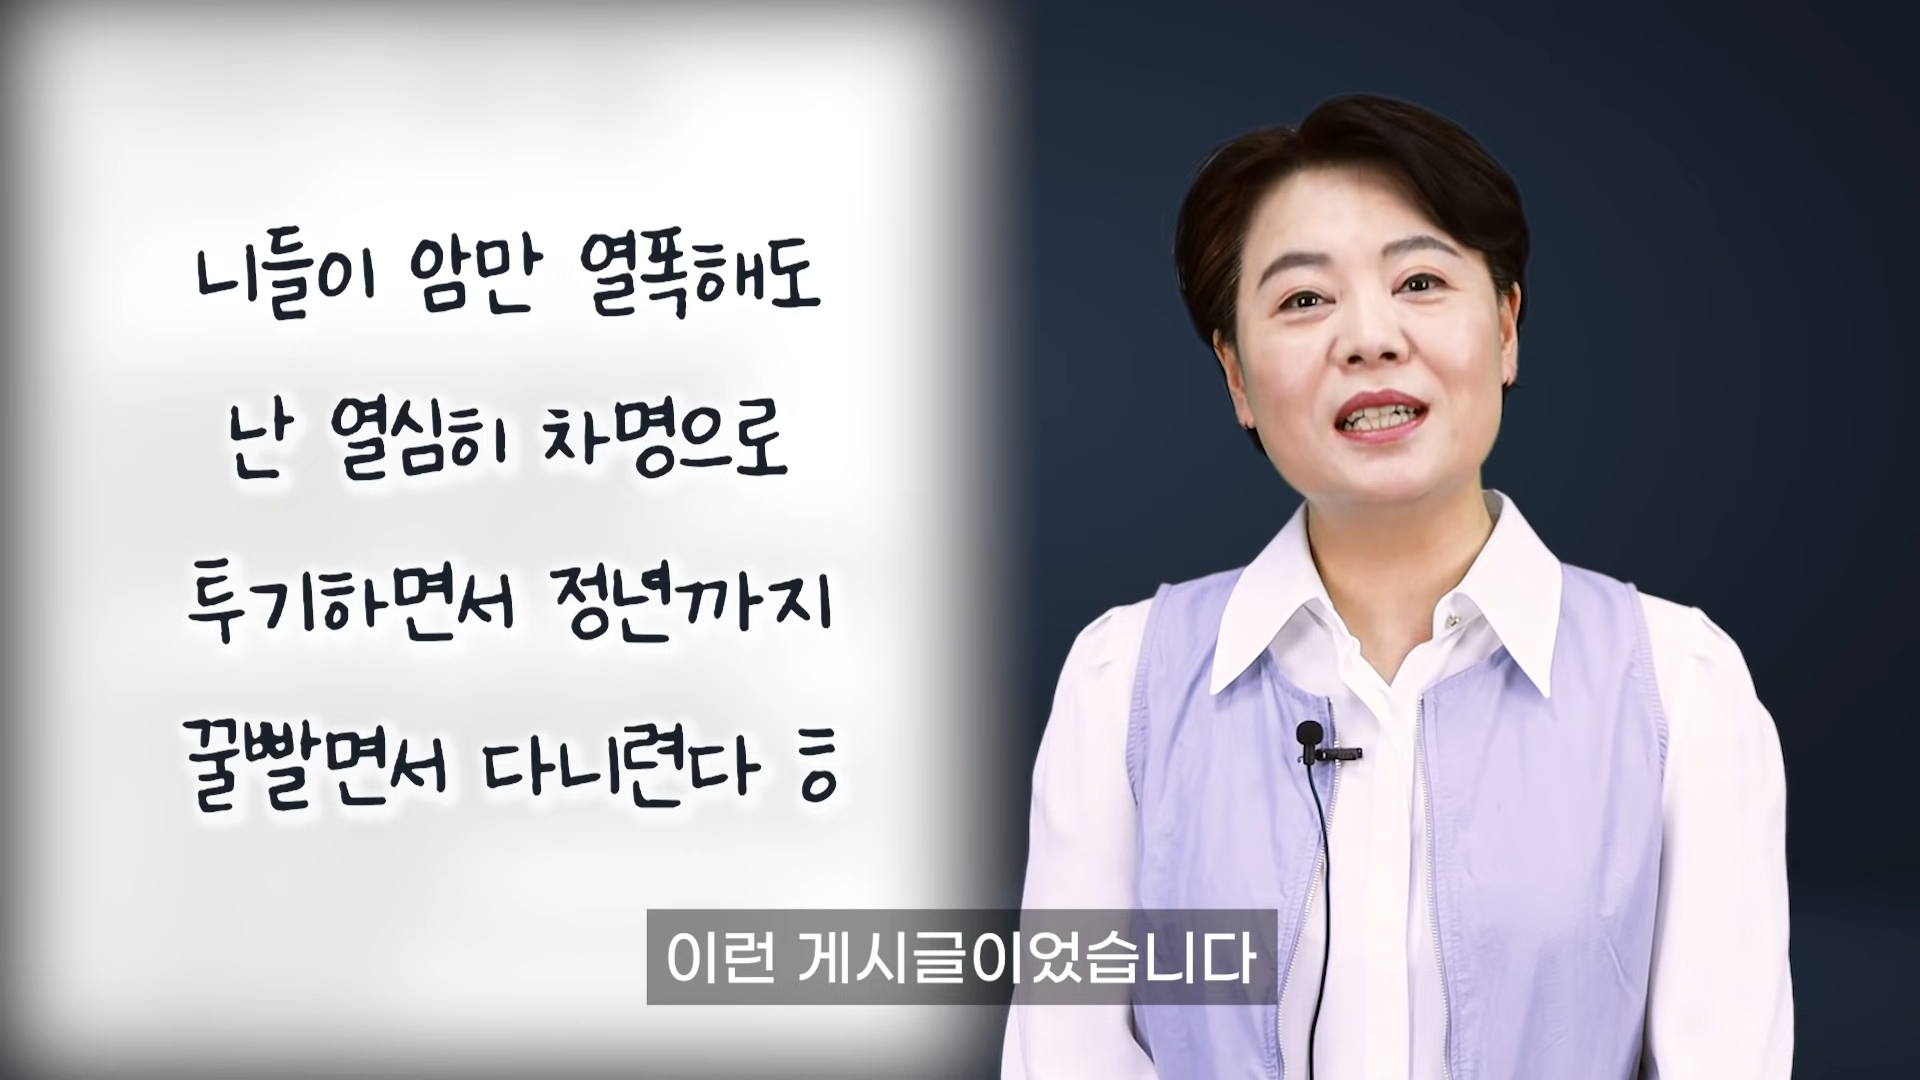 니들이 암만 열폭해도
난 열심히 차명으로
투기하면서 정년까지
꿀빨면서 다니련다 ㅎ
이런 게시글이었습니다